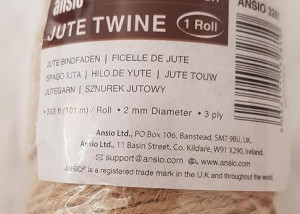 ansio
JUTE TWINE
1 Roll
ANSIO 3281
JUTE BINDFADEN | FICELLE DE JUTE
SPAGO IUTA | HILO DE YUTE | JUTE TOUW
JUTEGARN | SZNUREK JUTOWY
• 333 ft (101 m) / Roll • 2 mm Diameter • 3 ply
Ansio Ltd., PO BOX 106, Banstead, SM7 9BU, UK.
Ansio Ltd., 11 Basin Street, Co. Kildare, W91 X290, Ireland.
support@ansio.com www.ansio.com
ANSIO® is a registered trade mark in the U.K and throughout the world.